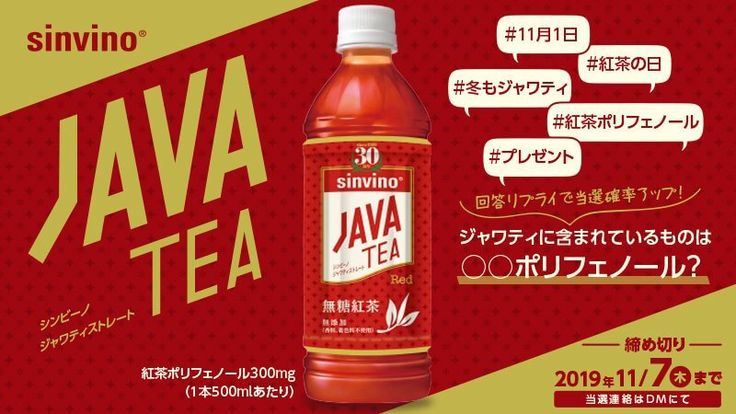 sinvino®
JAVA
TEA
シンビーノ
ジャワティストレート
紅茶ポリフェノール300mg
(1本500mlあたり)
30
sinvino®
JAVA
TEA
シンビーノ
ジャワティストレート
Red
無糖紅茶
無添加
(香料、着色料不使用)
#11月1日
#紅茶の日
#冬もジャワティ
#紅茶ポリフェノール
#プレゼント
回答リプライで当選確率アップ!
ジャワティに含まれているものは
○○ポリフェノール?
締め切り
2019年11/7木まで
当選連絡はDMにて